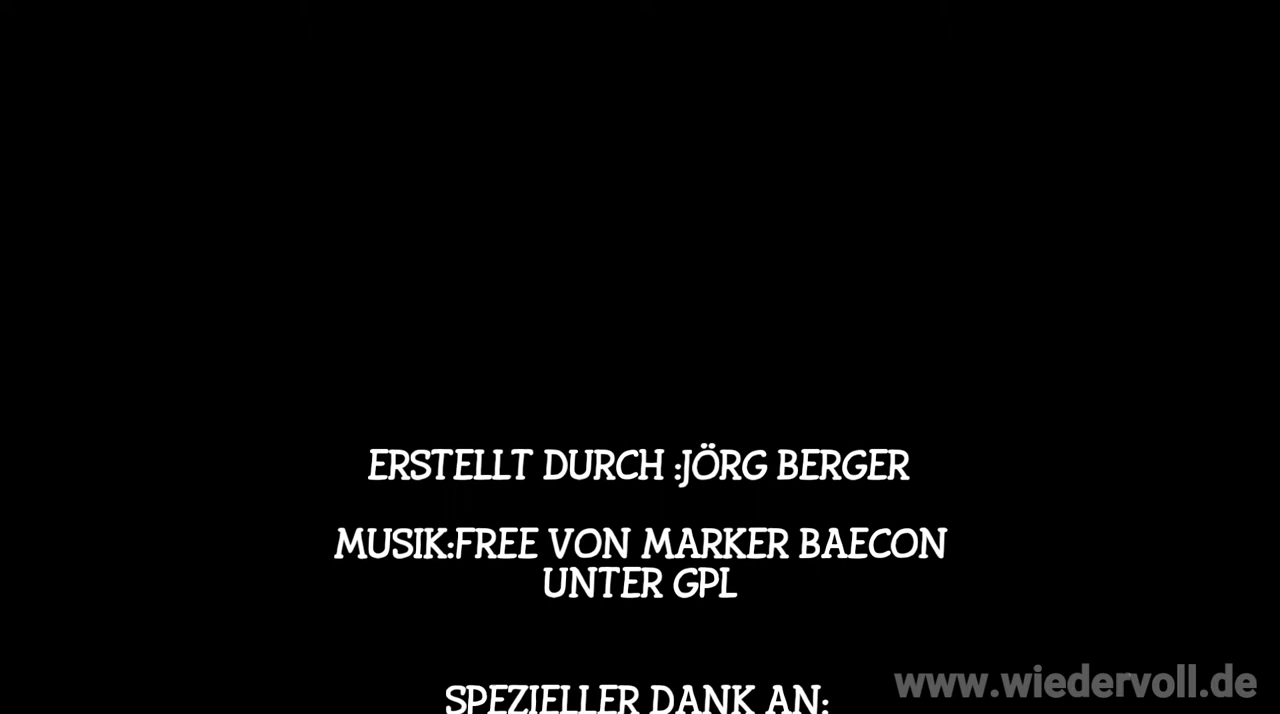 ERSTELLT DURCH :JÖRG BERGER
MUSIK:FREE VON MARKER BAECON
UNTER GPL
SPEZIELLER DANK AN:
www.wiedervoll.de